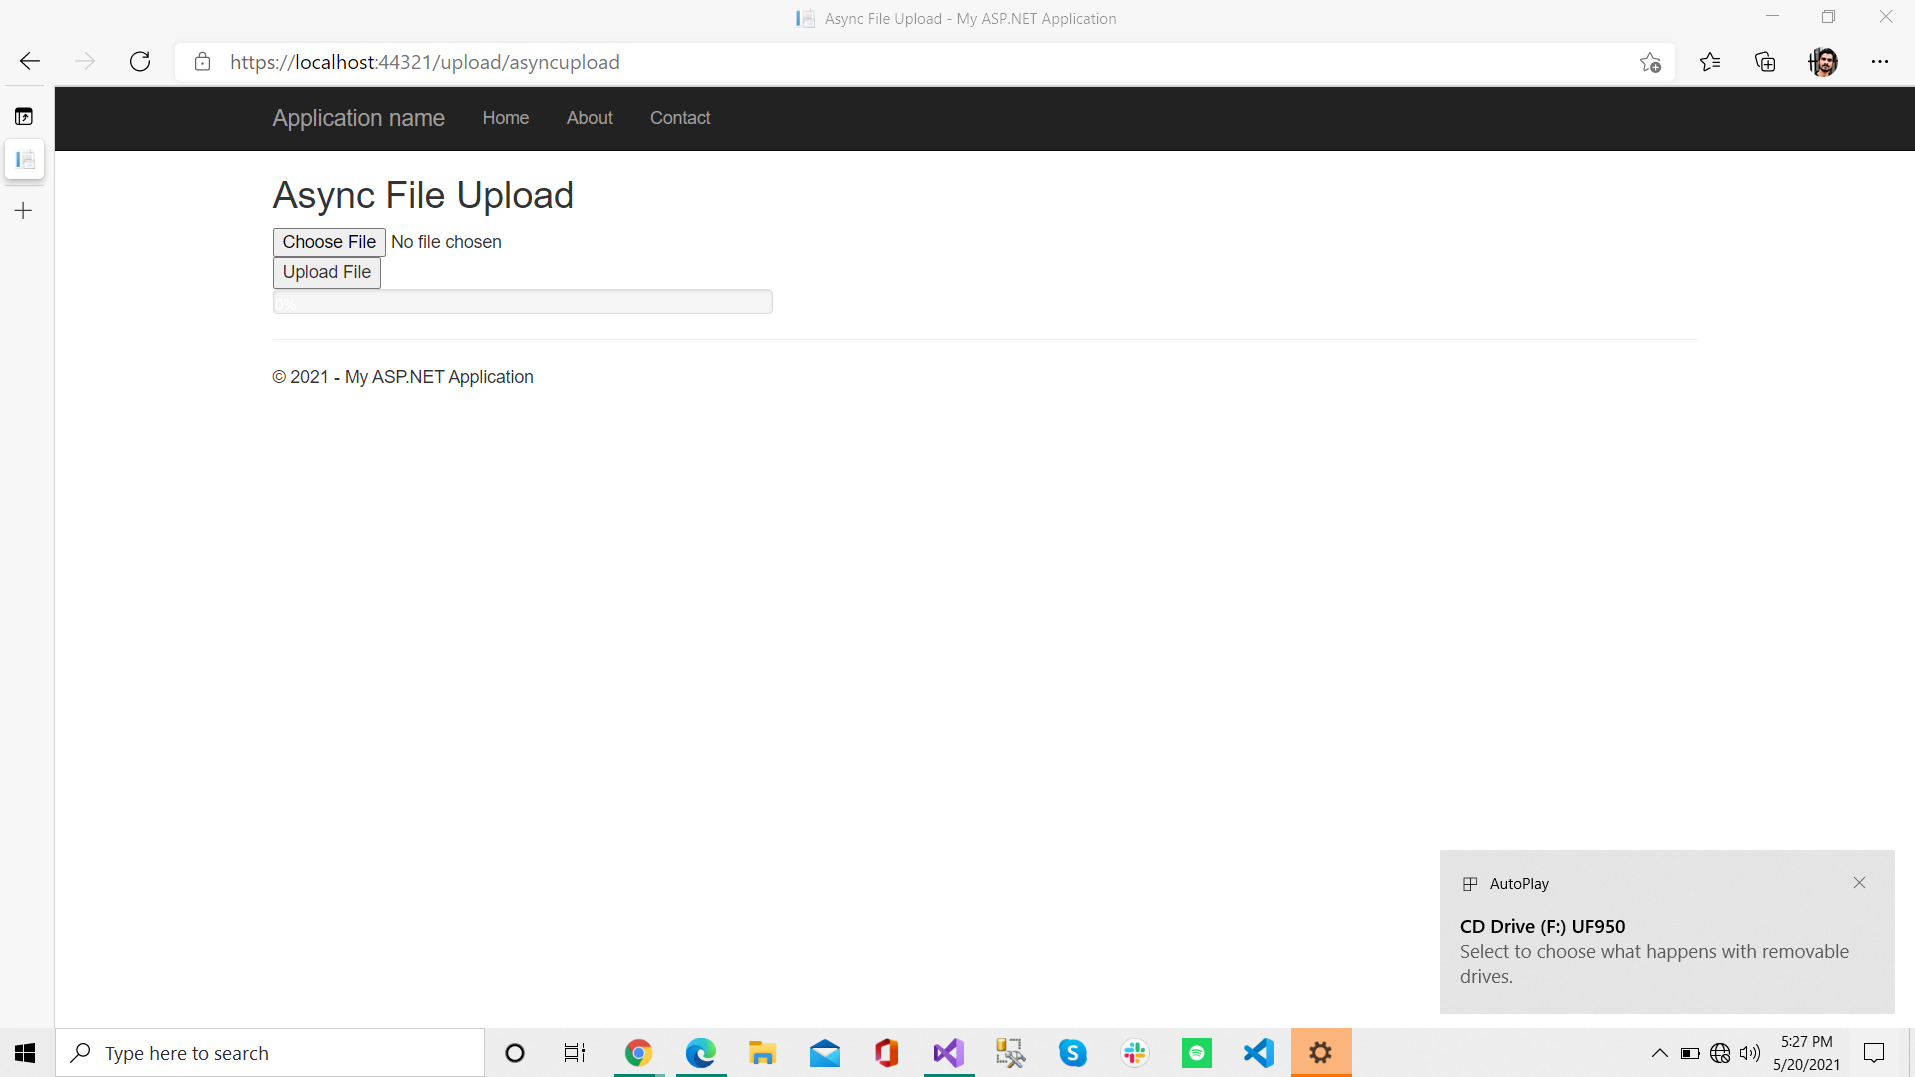 Async File Upload - My ASP.NET Application
https://localhost:44321/upload/asyncupload
Application name Home About Contact
Async File Upload
Choose File No file chosen
Upload File
0%
© 2021 - My ASP.NET Application
AutoPlay
CD Drive (F:) UF950
Select to choose what happens with removable
drives.
Type here to search
5:27 PM
5/20/2021